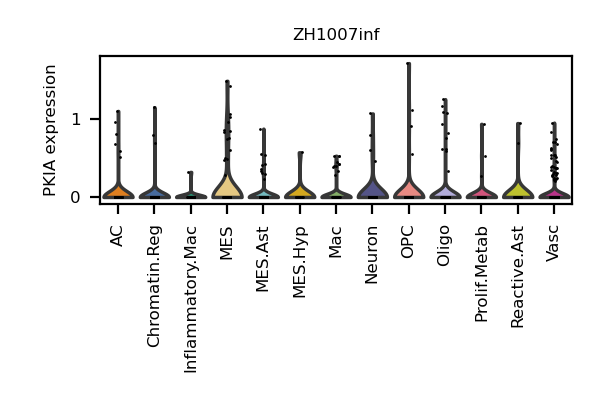 ZH1007inf
PKIA expression
1
0
AC
Chromatin.Reg
Inflammatory.Mac
MES
MES.Ast
MES.Hyp
Mac
Neuron
OPC
Oligo
Prolif.Metab
Reactive.Ast
Vasc